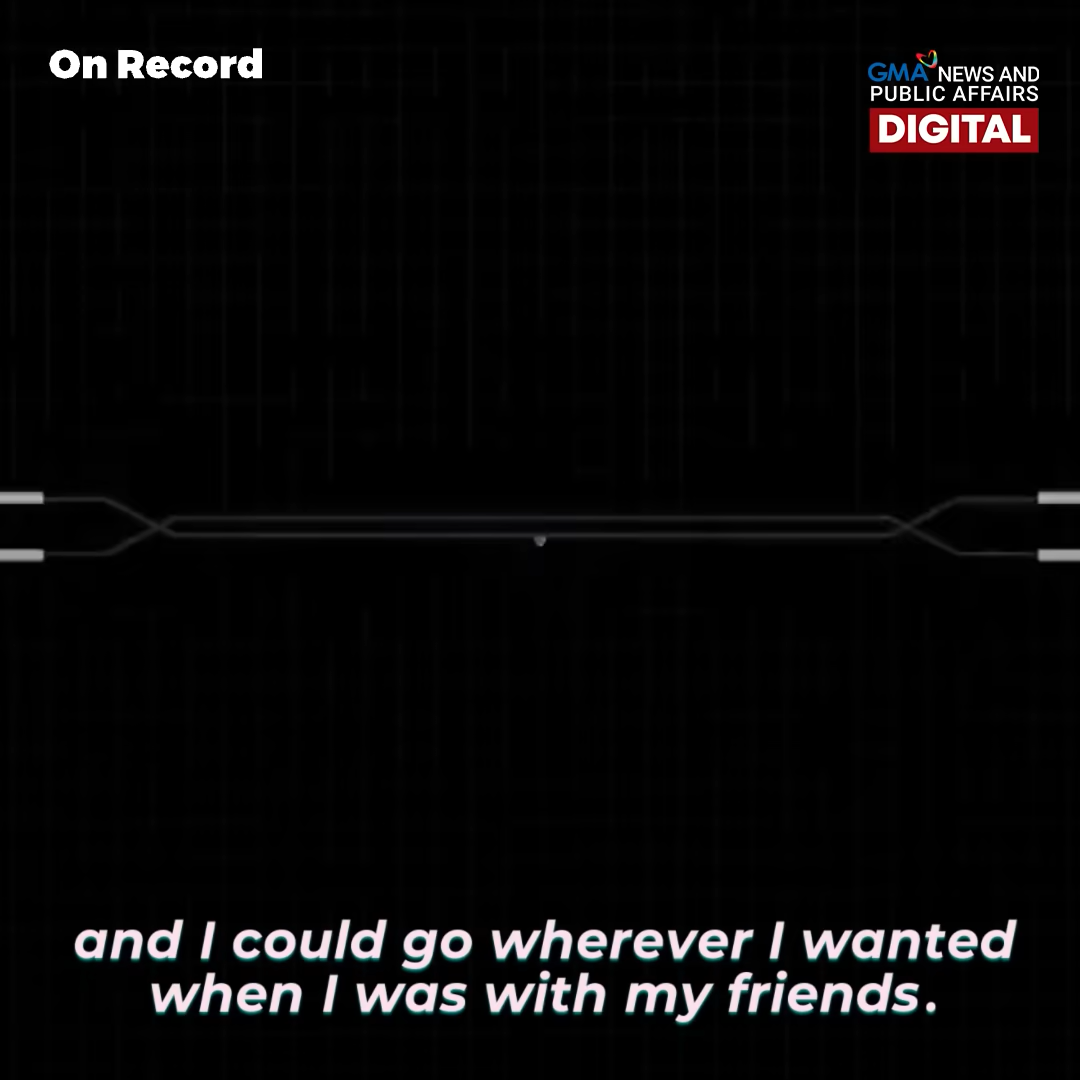 On Record
GMA NEWS AND
PUBLIC AFFAIRS
DIGITAL
and I could go wherever I wanted
when I was with my friends.